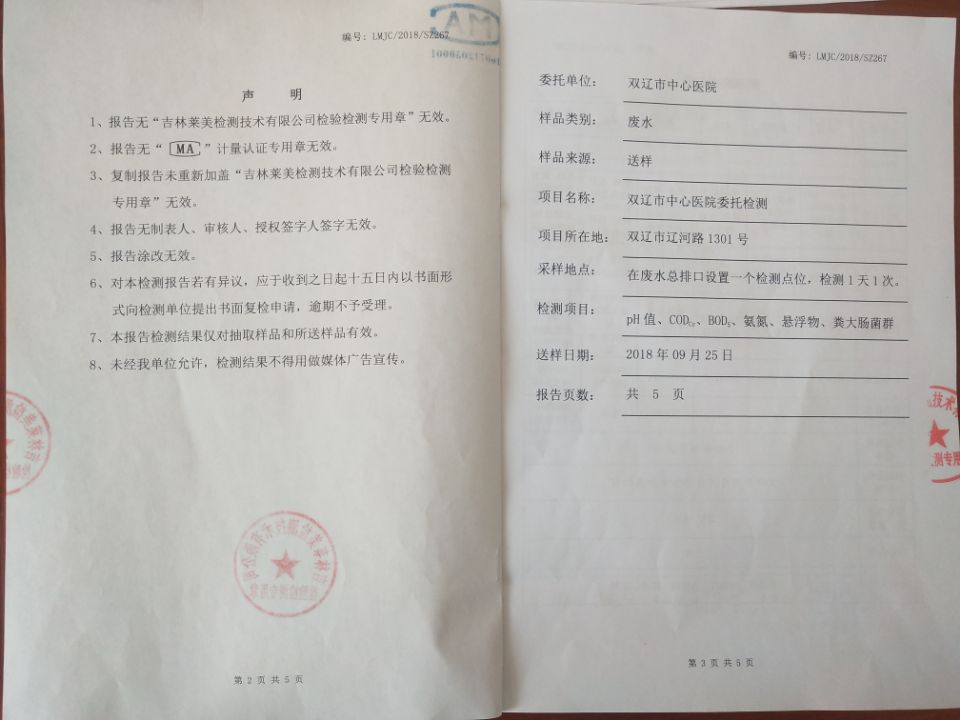 编号: LMJC/2018/SZ267
声 明
1、报告无“吉林莱美检测技术有限公司检验检测专用章”无效。
2、报告无“ MA ”计量认证专用章无效。
3、复制报告未重新加盖“吉林莱美检测技术有限公司检验检测
专用章”无效。
4、报告无制表人、审核人、授权签字人签字无效。
5、报告涂改无效。
6、对本检测报告若有异议，应于收到之日起十五日内以书面形
式向检测单位提出书面复检申请，逾期不予受理。
7、本报告检测结果仅对抽取样品和所送样品有效。
8、未经我单位允许，检测结果不得用做媒体广告宣传。
第 2 页 共 5 页
编号: LMJC/2018/SZ267
委托单位： 双辽市中心医院
样品类别： 废水
样品来源： 送样
项目名称： 双辽市中心医院委托检测
项目所在地： 双辽市辽河路 1301 号
采样地点： 在废水总排口设置一个检测点位，检测 1 天 1 次。
检测项目： pH 值、CODcr、BOD5、氨氮、悬浮物、粪大肠菌群
送样日期： 2018 年 09 月 25 日
报告页数： 共 5 页
第 3 页 共 5 页